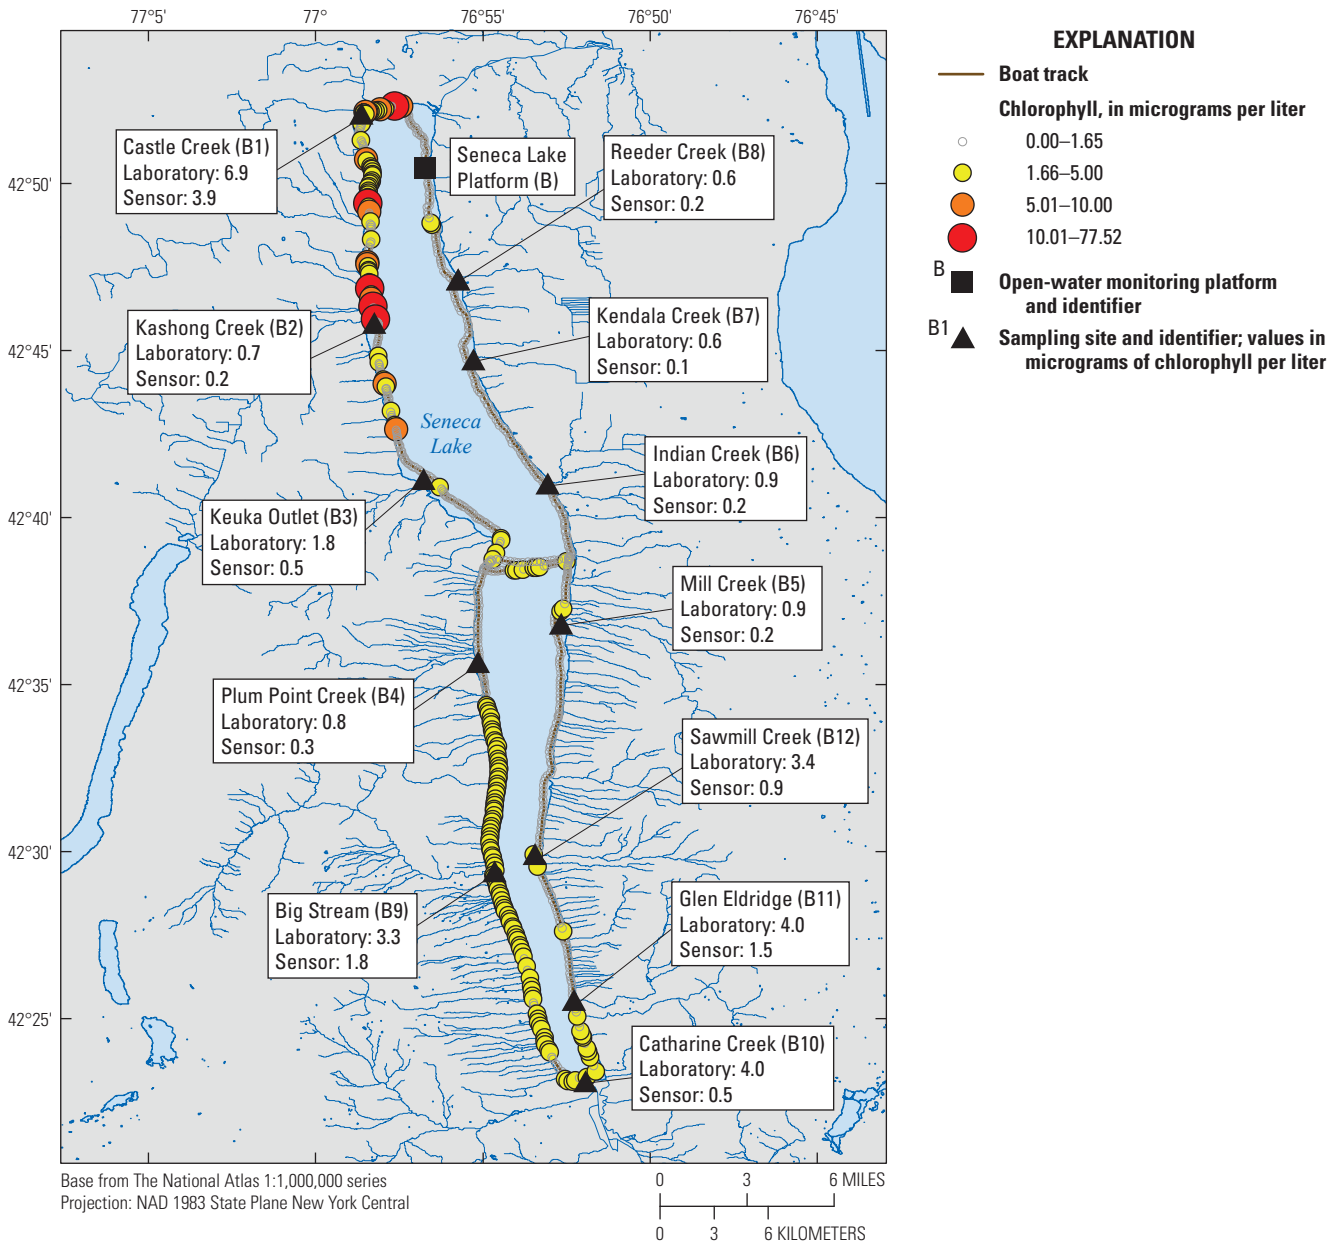 77°5'
77°
76°55'
76°50'
76°45'
42°50'
42°45'
42°40'
42°35'
42°30'
42°25'
Castle Creek (B1)
Laboratory: 6.9
Sensor: 3.9
Seneca Lake
Platform (B)
Reeder Creek (B8)
Laboratory: 0.6
Sensor: 0.2
Kashong Creek (B2)
Laboratory: 0.7
Sensor: 0.2
Kendala Creek (B7)
Laboratory: 0.6
Sensor: 0.1
Seneca
Lake
Indian Creek (B6)
Laboratory: 0.9
Sensor: 0.2
Keuka Outlet (B3)
Laboratory: 1.8
Sensor: 0.5
Mill Creek (B5)
Laboratory: 0.9
Sensor: 0.2
Plum Point Creek (B4)
Laboratory: 0.8
Sensor: 0.3
Sawmill Creek (B12)
Laboratory: 3.4
Sensor: 0.9
Big Stream (B9)
Laboratory: 3.3
Sensor: 1.8
Glen Eldridge (B11)
Laboratory: 4.0
Sensor: 1.5
Catharine Creek (B10)
Laboratory: 4.0
Sensor: 0.5
Base from The National Atlas 1:1,000,000 series
Projection: NAD 1983 State Plane New York Central
0 3 6 MILES
0 3 6 KILOMETERS
EXPLANATION
Boat track
Chlorophyll, in micrograms per liter
0.00–1.65
1.66–5.00
5.01–10.00
10.01–77.52
B
Open-water monitoring platform
and identifier
B1
Sampling site and identifier; values in
micrograms of chlorophyll per liter